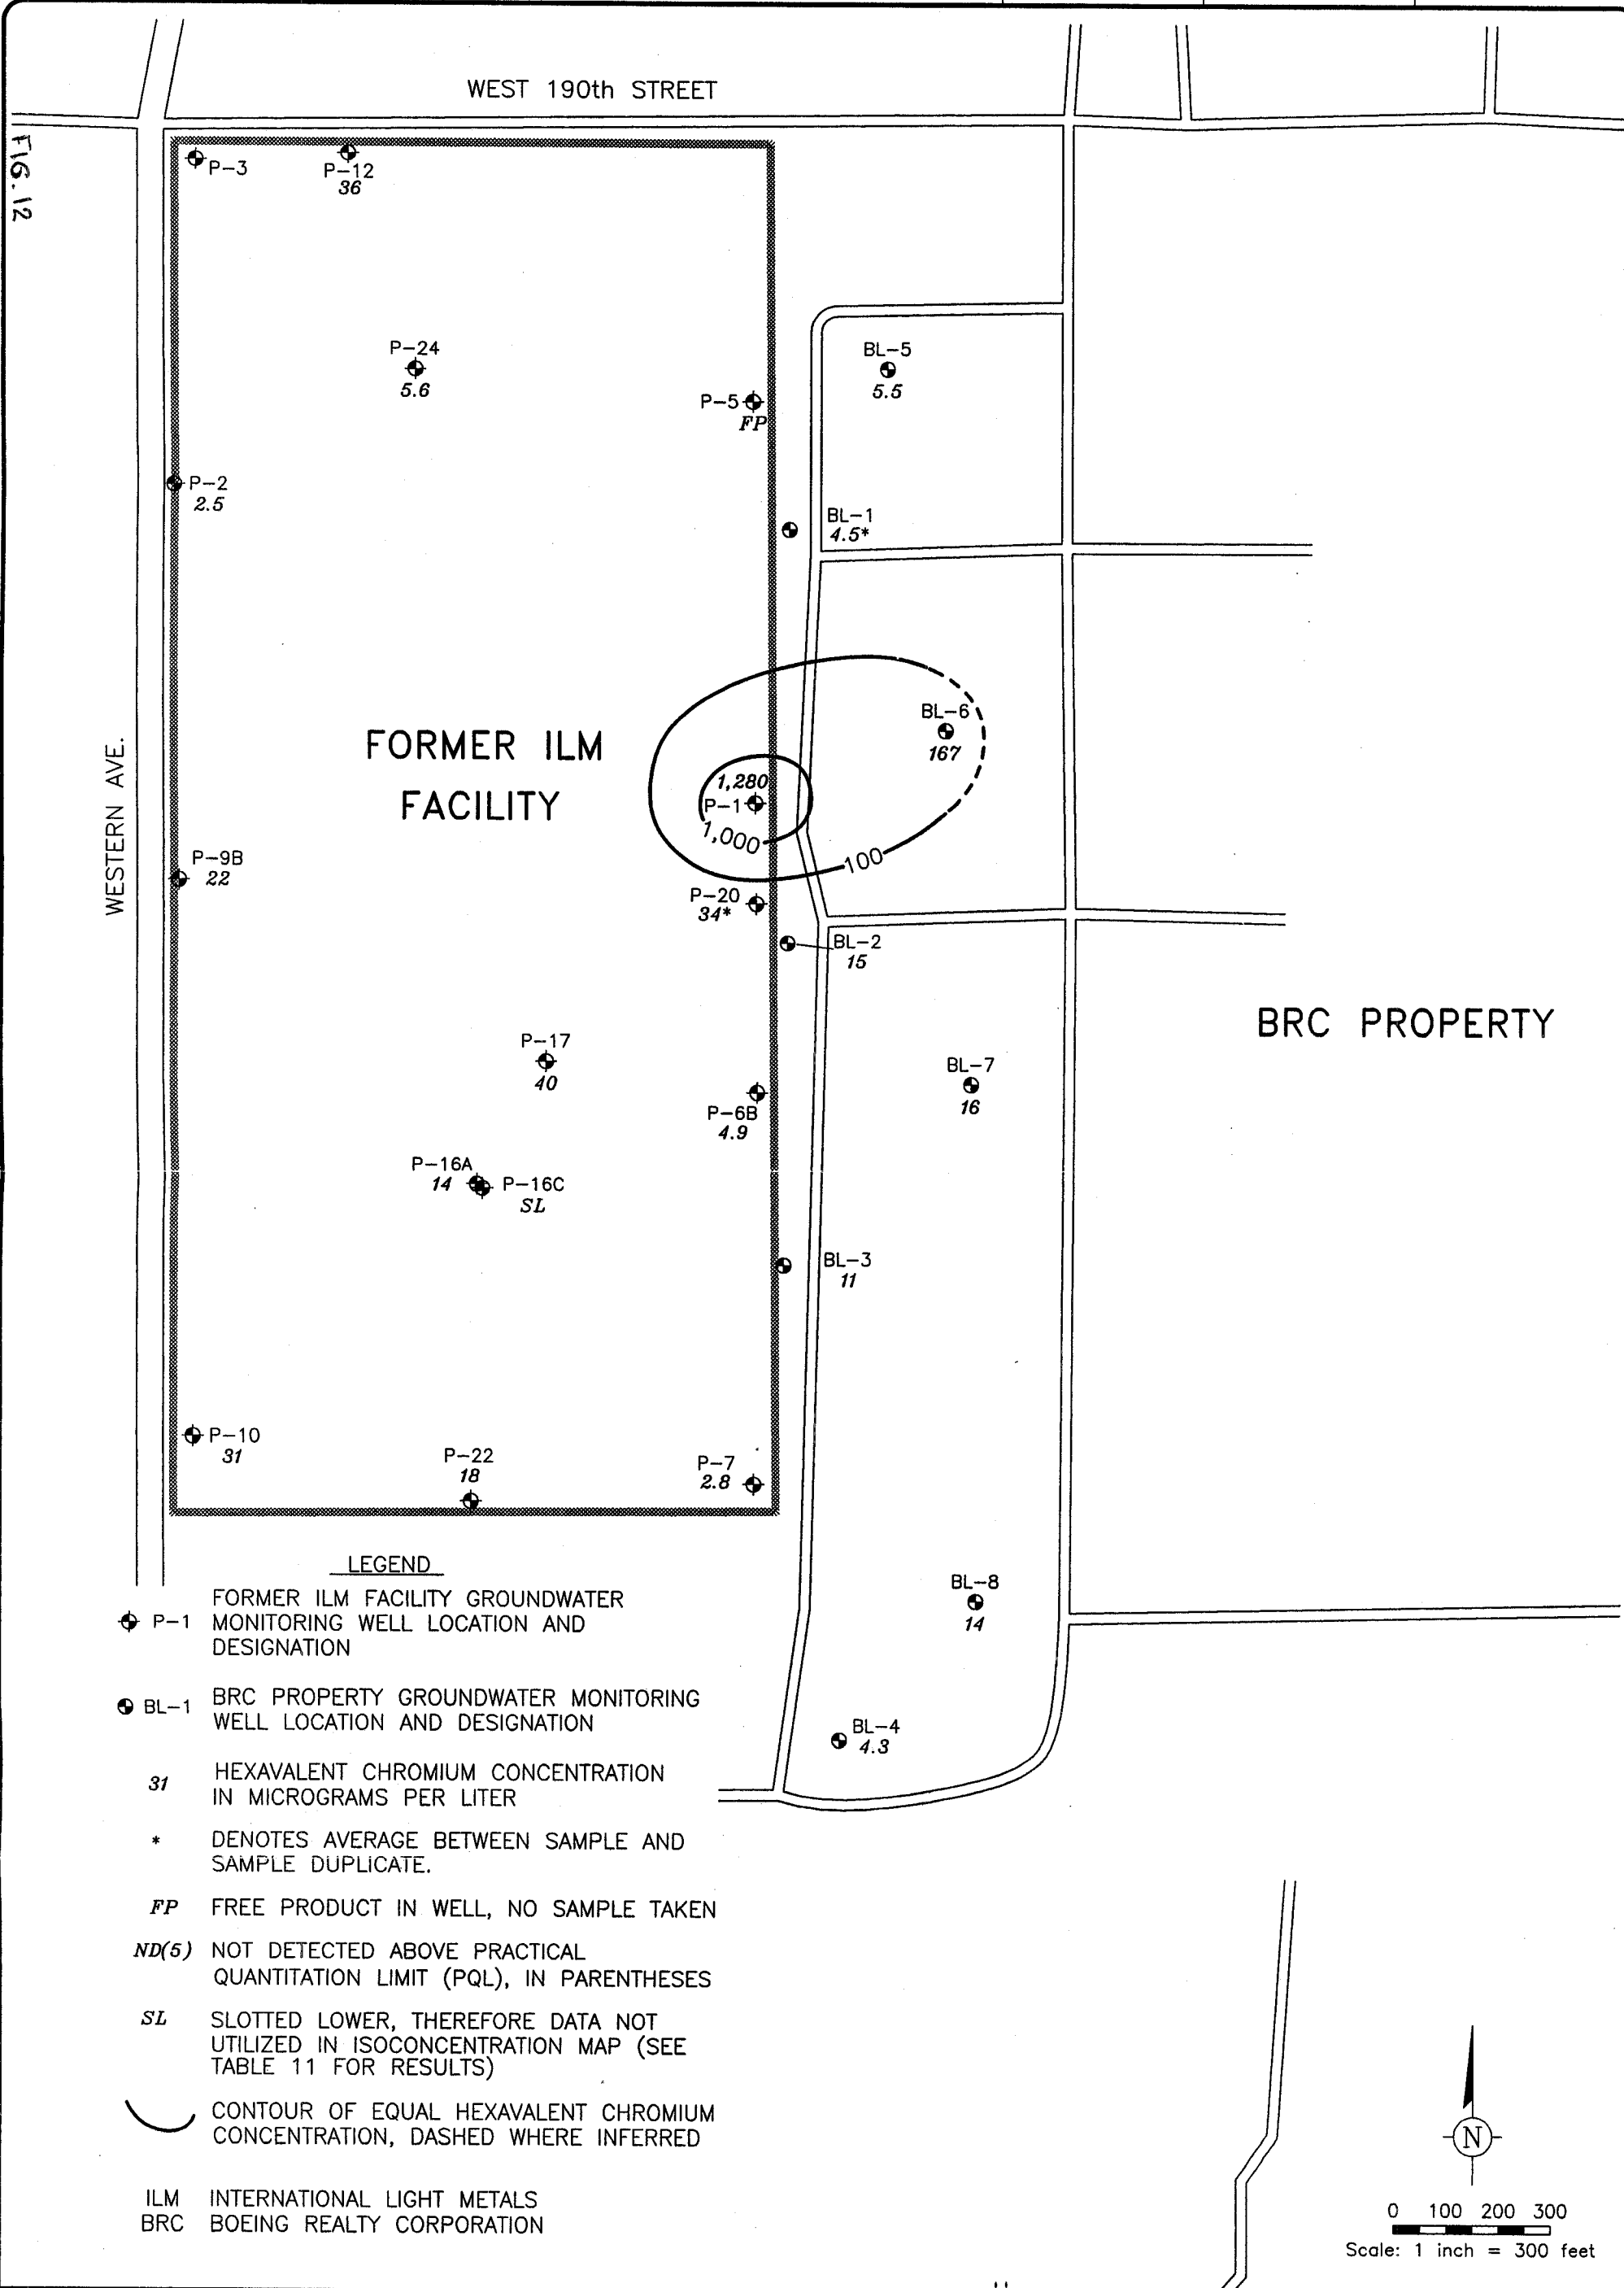 WEST 190th STREET
FIG. 12
P-3
P-12
36
P-24
5.6
BL-5
5.5
P-5
FP
P-2
2.5
BL-1
4.5*
WESTERN AVE.
FORMER ILM
FACILITY
BL-6
167
1,280
P-1
1,000
100
P-9B
22
P-20
34*
BL-2
15
BRC PROPERTY
P-17
40
BL-7
16
P-6B
4.9
P-16A
14
P-16C
SL
BL-3
11
P-10
31
P-22
18
P-7
2.8
BL-8
14
BL-4
4.3
LEGEND
P-1
FORMER ILM FACILITY GROUNDWATER
MONITORING WELL LOCATION AND
DESIGNATION
BL-1
BRC PROPERTY GROUNDWATER MONITORING
WELL LOCATION AND DESIGNATION
31
HEXAVALENT CHROMIUM CONCENTRATION
IN MICROGRAMS PER LITER
*
DENOTES AVERAGE BETWEEN SAMPLE AND
SAMPLE DUPLICATE.
FP
FREE PRODUCT IN WELL, NO SAMPLE TAKEN
ND(5)
NOT DETECTED ABOVE PRACTICAL
QUANTITATION LIMIT (PQL), IN PARENTHESES
SL
SLOTTED LOWER, THEREFORE DATA NOT
UTILIZED IN ISOCONCENTRATION MAP (SEE
TABLE 11 FOR RESULTS)
CONTOUR OF EQUAL HEXAVALENT CHROMIUM
CONCENTRATION, DASHED WHERE INFERRED
ILM INTERNATIONAL LIGHT METALS
BRC BOEING REALTY CORPORATION
N
0 100 200 300
Scale: 1 inch = 300 feet